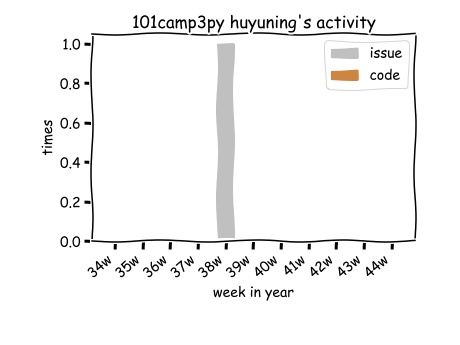 101camp3py huyuning's activity
issue
code
1.0
0.8
0.6
0.4
0.2
0.0
times
34w 35w 36w 37w 38w 39w 40w 41w 42w 43w 44w
week in year